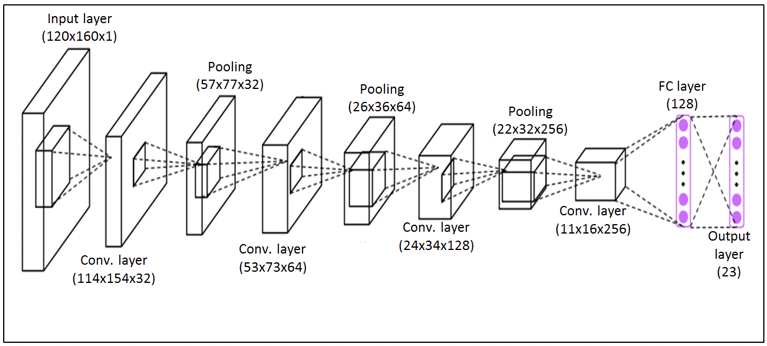 Input layer
(120x160x1)
Conv. layer
(114x154x32)
Pooling
(57x77x32)
Conv. layer
(53x73x64)
Pooling
(26x36x64)
Conv. layer
(24x34x128)
Pooling
(22x32x256)
Conv. layer
(11x16x256)
FC layer
(128)
Output
layer
(23)